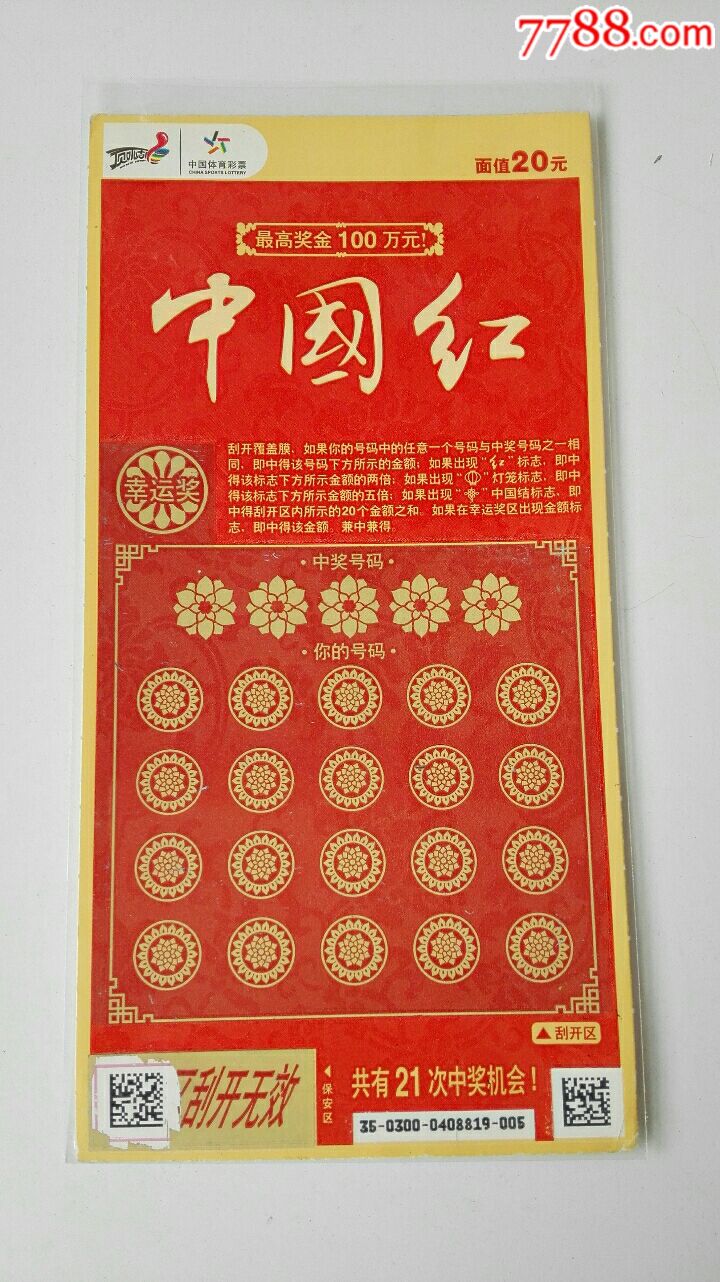 7788.com
顶呱刮 中国体育彩票
CHINA SPORTS LOTTERY
面值20元
最高奖金 100 万元!
中國红
幸运奖
刮开覆盖膜，如果你的号码中的任意一个号码与中奖号码之一相
同，即中得该号码下方所示的金额；如果出现“红”标志，即中
得该标志下方所示金额的两倍；如果出现“ ”灯笼标志，即中
得该标志下方所示金额的五倍；如果出现“ ”中国结标志，即
中得刮开区内所示的20个金额之和。如果在幸运奖区出现金额标
志，即中得该金额。兼中兼得。
·中奖号码·
·你的号码·
▲刮开区
区刮开无效
◀保安区
共有 21 次中奖机会！
35-0300-0408819-005